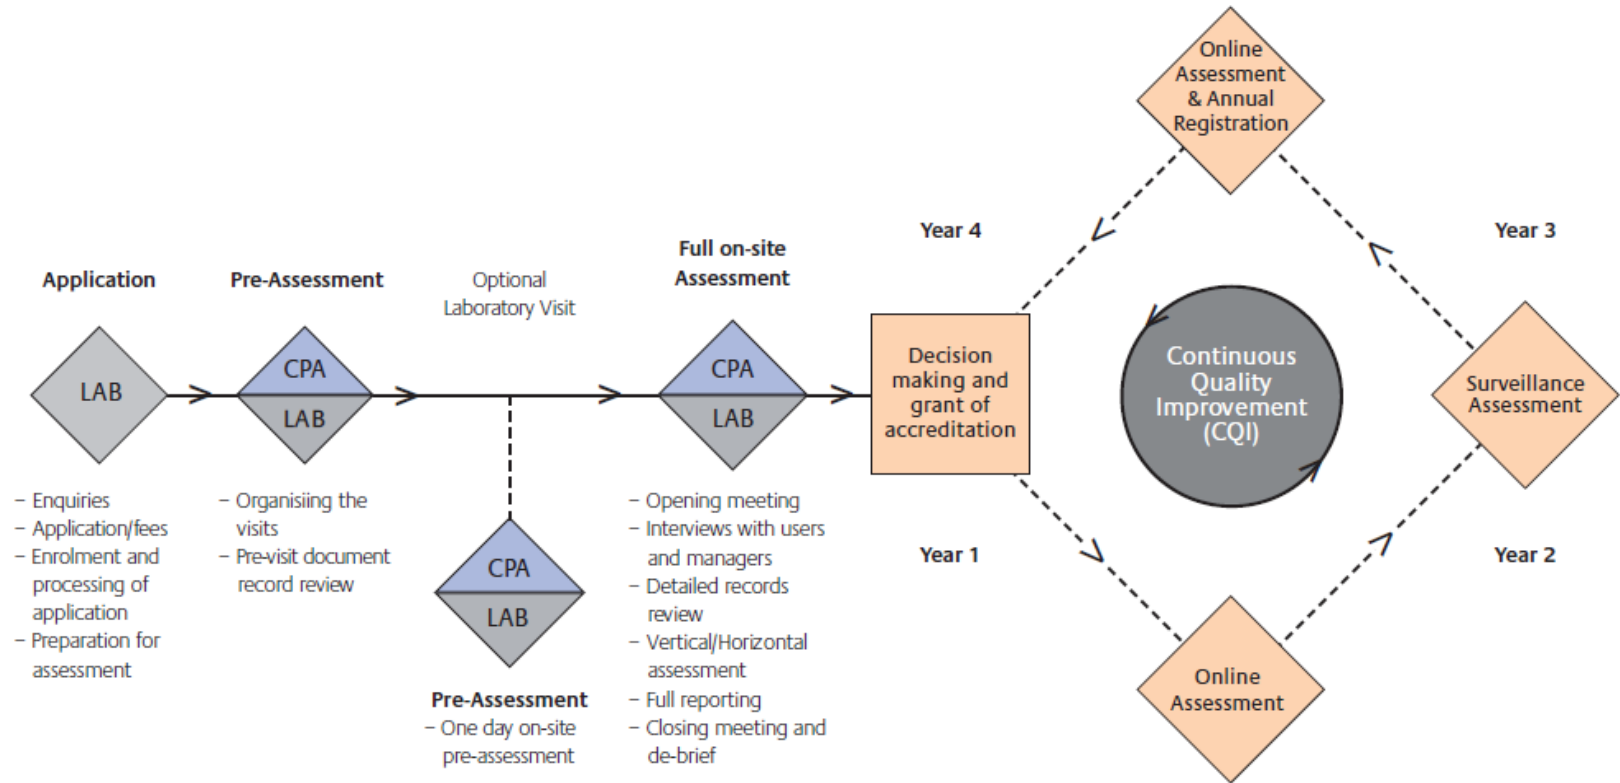 Application
LAB
– Enquiries
– Application/fees
– Enrolment and
processing of
application
– Preparation for
assessment
Pre-Assessment
CPA
LAB
– Organisiing the
visits
– Pre-visit document
record review
Optional
Laboratory Visit
CPA
LAB
Pre-Assessment
– One day on-site
pre-assessment
Full on-site
Assessment
CPA
LAB
– Opening meeting
– Interviews with users
and managers
– Detailed records
review
– Vertical/Horizontal
assessment
– Full reporting
– Closing meeting and
de-brief
Decision
making and
grant of
accreditation
Year 1
Online
Assessment
Year 2
Surveillance
Assessment
Year 3
Online
Assessment
& Annual
Registration
Year 4
Continuous
Quality
Improvement
(CQI)